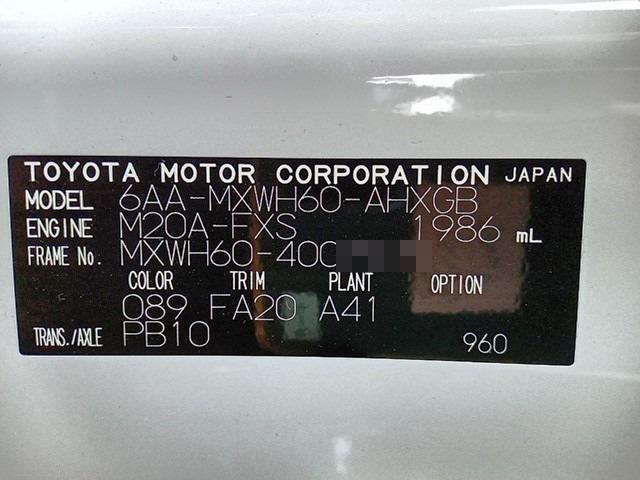 TOYOTA MOTOR CORPORATION JAPAN
MODEL 6AA-MXWH60-AHXGB
ENGINE M20A-FXS 1986 mL
FRAME No. MXWH60-400
COLOR TRIM PLANT OPTION
089 FA20 A41
TRANS./AXLE PB10 960